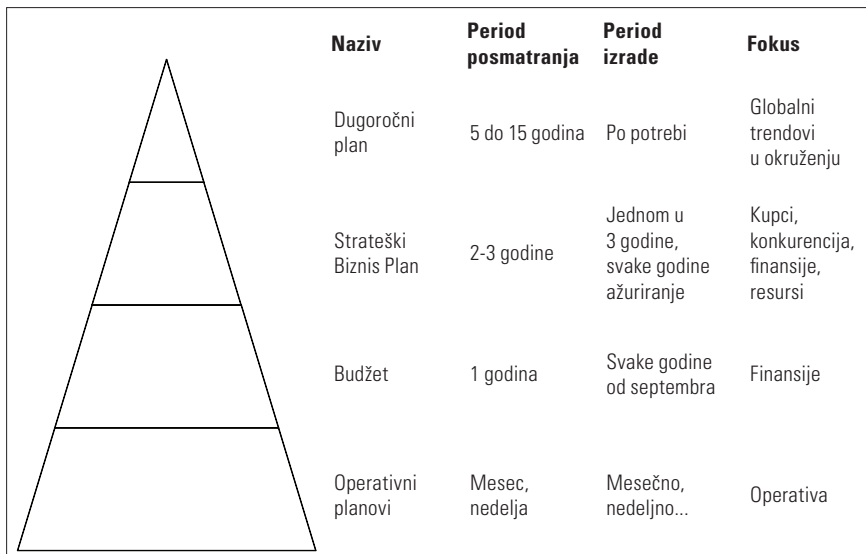 Naziv
Period
posmatranja
Period
izrade
Fokus
Dugoročni
plan
5 do 15 godina
Po potrebi
Globalni
trendovi
u okruženju
Strateški
Biznis Plan
2-3 godine
Jednom u
3 godine,
svake godine
ažuriranje
Kupci,
konkurencija,
finansije,
resursi
Budžet
1 godina
Svake godine
od septembra
Finansije
Operativni
planovi
Mesec,
nedelja
Mesečno,
nedeljno...
Operativa